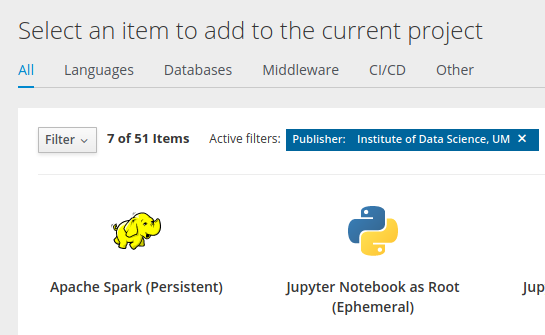 Select an item to add to the current project
All Languages Databases Middleware CI/CD Other
Filter 7 of 51 Items Active filters: Publisher: Institute of Data Science, UM ✕
Apache Spark (Persistent) Jupyter Notebook as Root Jup
(Ephemeral)